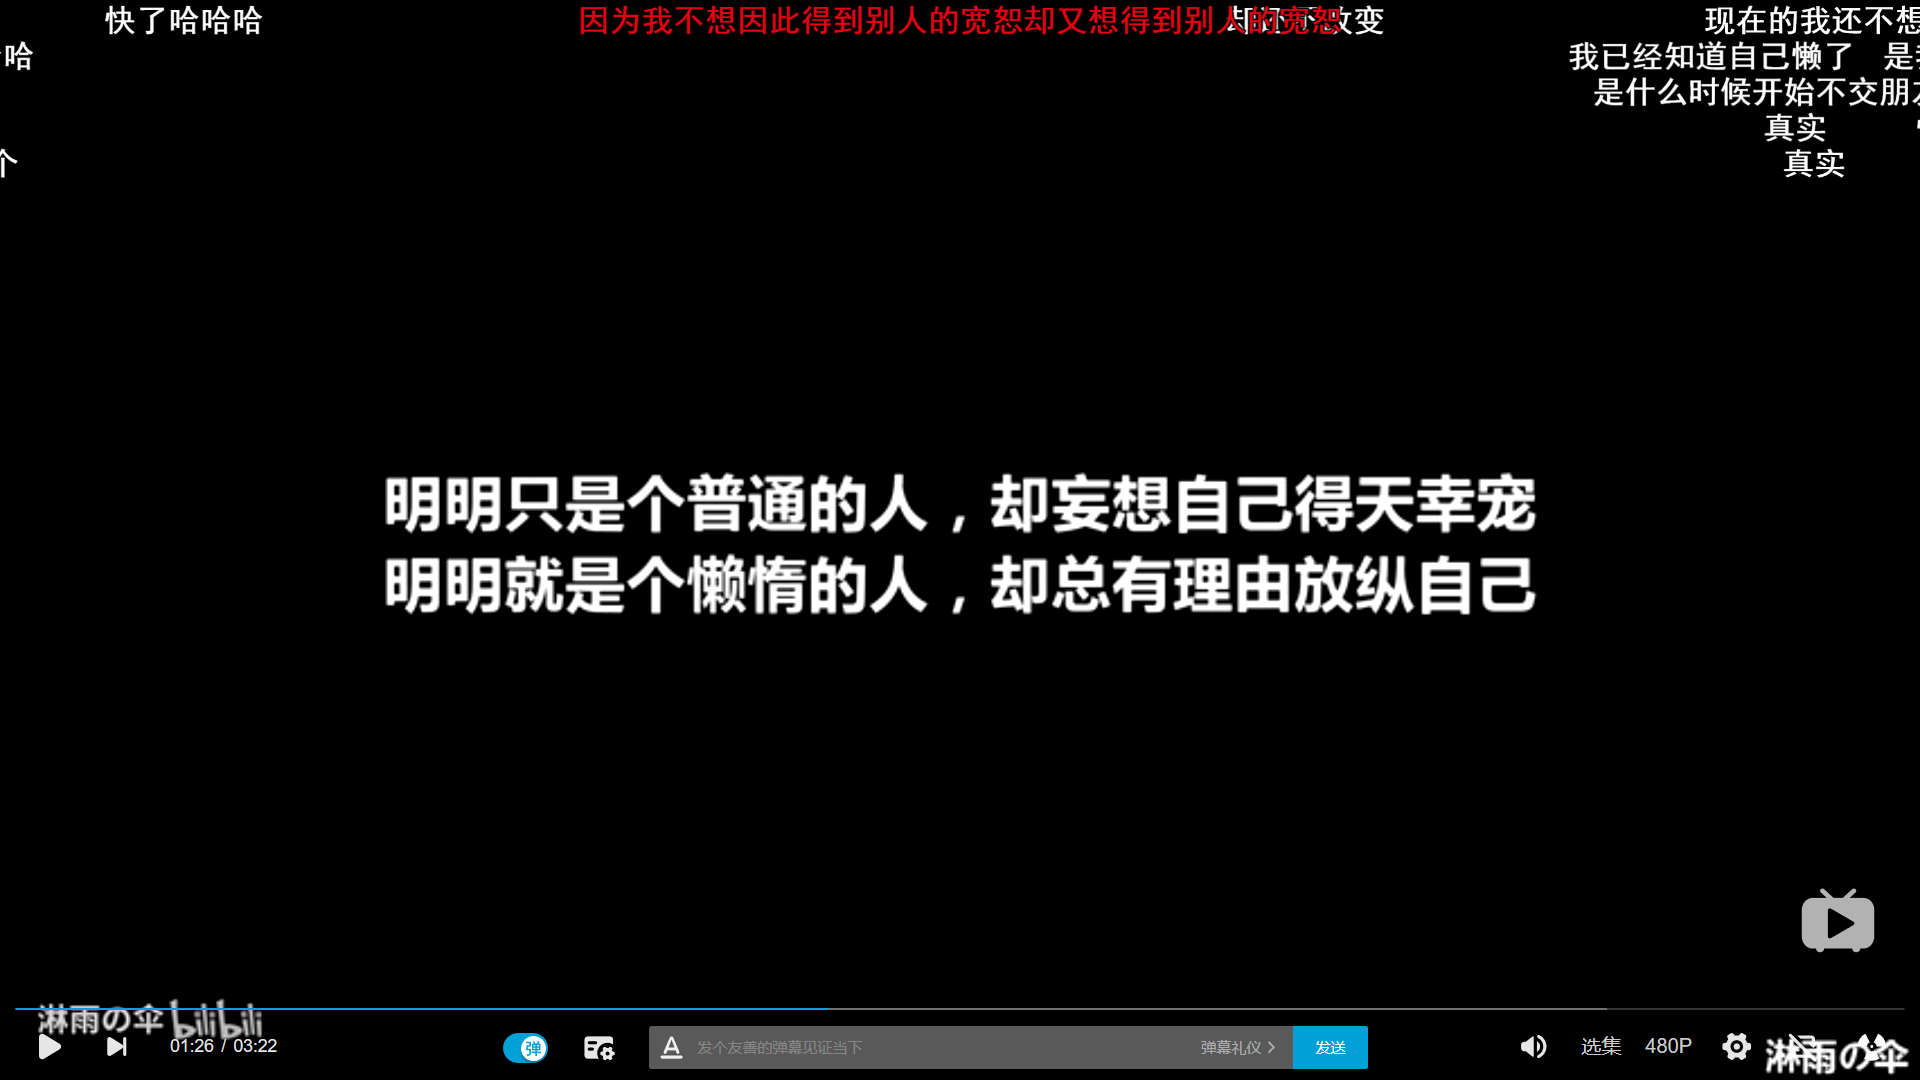 快了哈哈哈
因为我不想因此得到别人的宽恕却又想得到别人的宽恕
改变
现在的我还不想
哈
我已经知道自己懒了 是
是什么时候开始不交朋
真实
个
真实
明明只是个普通的人，却妄想自己得天幸宠
明明就是个懒惰的人，却总有理由放纵自己
淋雨の伞 bilibili
01:26 / 03:22
弹
发个友善的弹幕见证当下
弹幕礼仪
发送
选集
480P
淋雨の伞